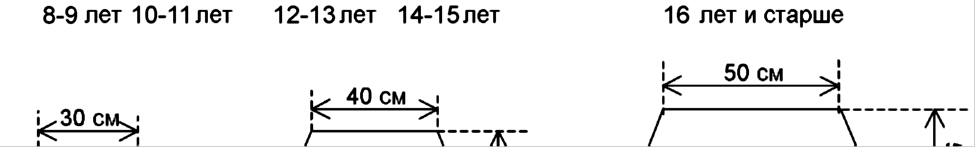 8-9 лет 10-11 лет 12-13 лет 14-15 лет 16 лет и старше
50 см
40 см
30 см